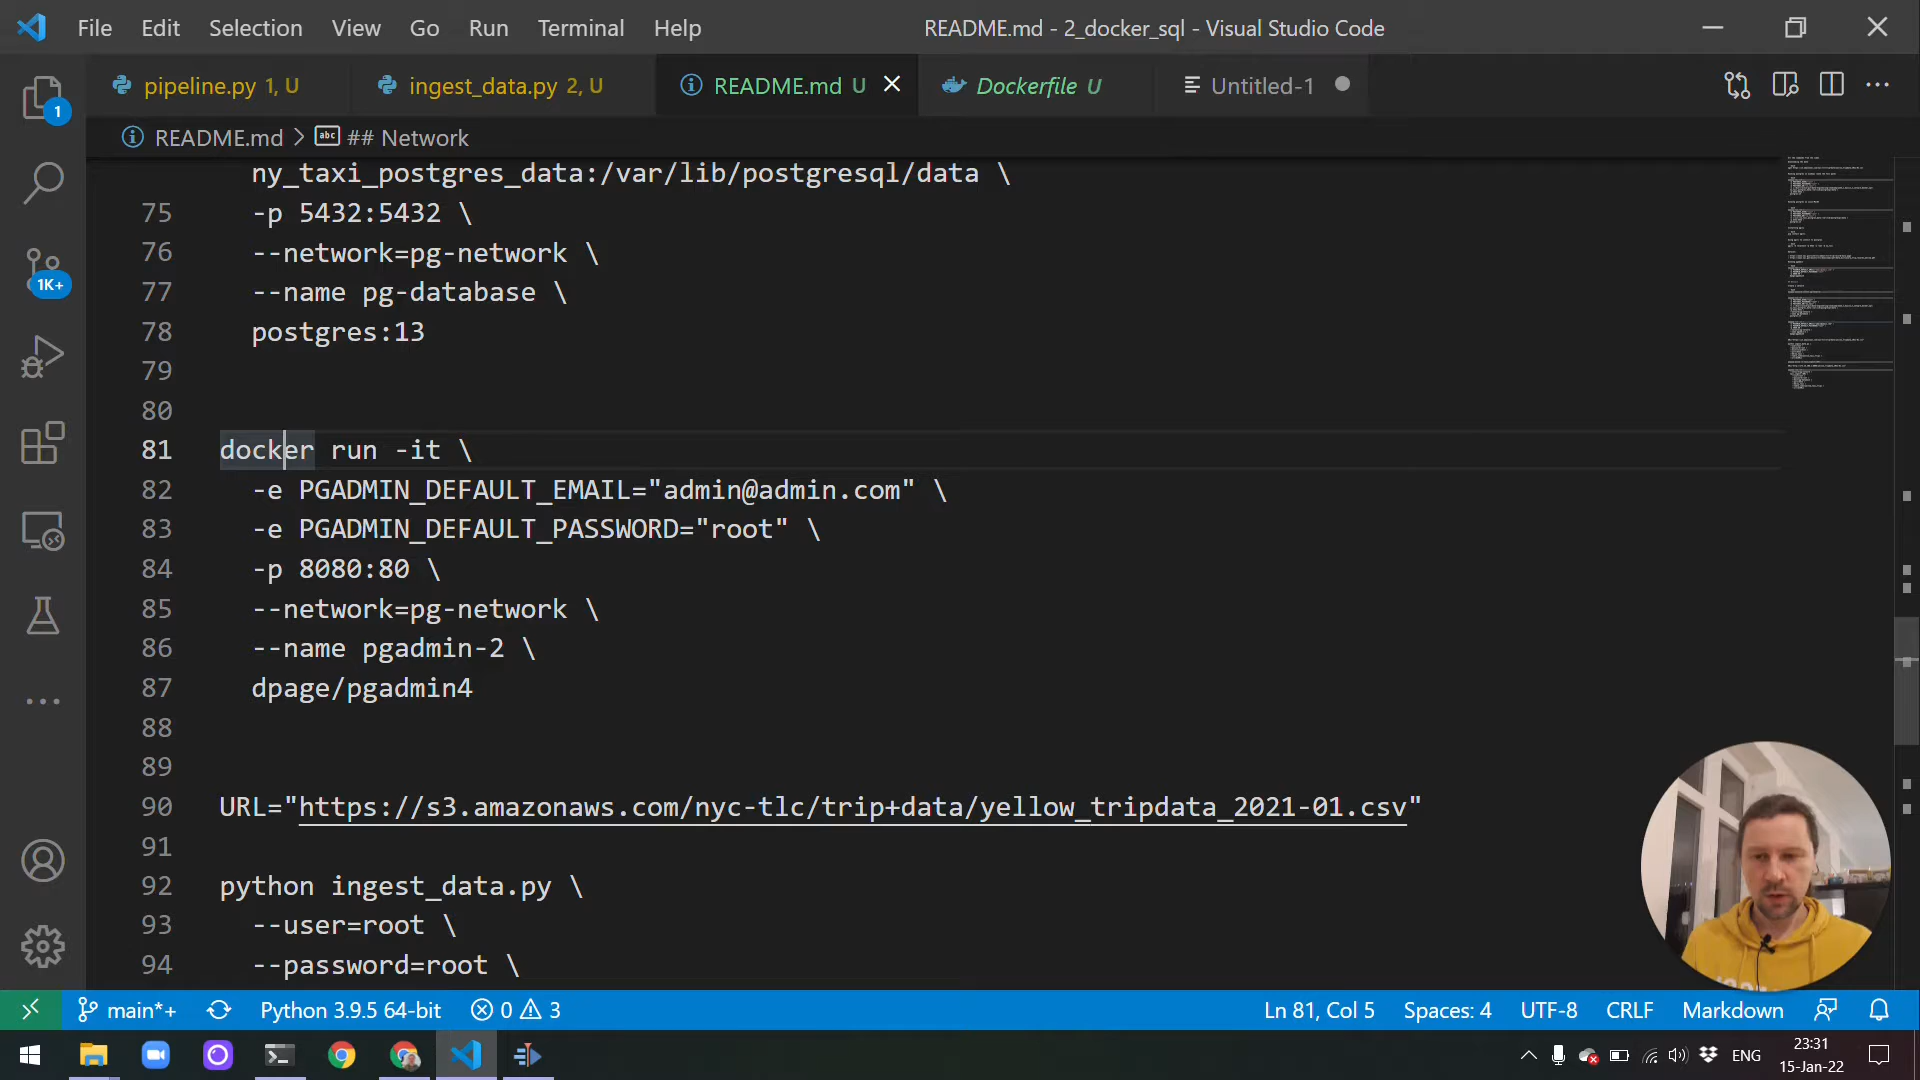 File Edit Selection View Go Run Terminal Help README.md - 2_docker_sql - Visual Studio Code
pipeline.py 1, U ingest_data.py 2, U README.md U Dockerfile U Untitled-1
1 README.md > abc ## Network
ny_taxi_postgres_data:/var/lib/postgresql/data \
75 -p 5432:5432 \
1K+ 76 --network=pg-network \
77 --name pg-database \
78 postgres:13
79
80
81 docker run -it \
82 -e PGADMIN_DEFAULT_EMAIL="admin@admin.com" \
83 -e PGADMIN_DEFAULT_PASSWORD="root" \
84 -p 8080:80 \
85 --network=pg-network \
86 --name pgadmin-2 \
87 dpage/pgadmin4
88
89
90 URL="https://s3.amazonaws.com/nyc-tlc/trip+data/yellow_tripdata_2021-01.csv"
91
92 python ingest_data.py \
93 --user=root \
94 --password=root \
main*+ Python 3.9.5 64-bit 0 3 Ln 81, Col 5 Spaces: 4 UTF-8 CRLF Markdown
ENG 23:31
15-Jan-22